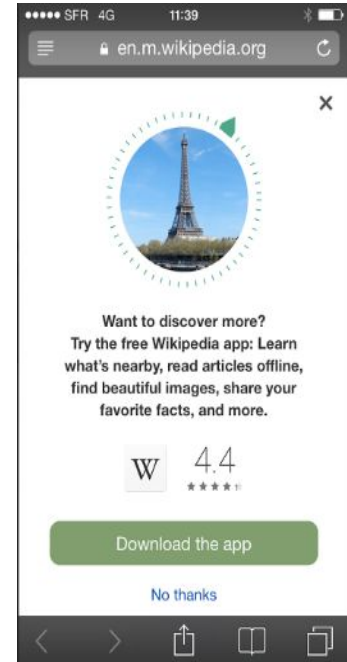 SFR 4G 11:39
en.m.wikipedia.org
Want to discover more?
Try the free Wikipedia app: Learn
what's nearby, read articles offline,
find beautiful images, share your
favorite facts, and more.
W 4.4
Download the app
No thanks